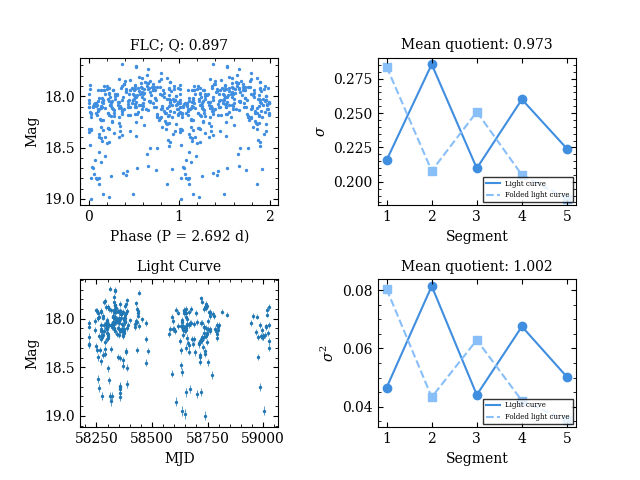 FLC; Q: 0.897
Mag
18.0
18.5
19.0
0
1
2
Phase (P = 2.692 d)
Mean quotient: 0.973
σ
0.275
0.250
0.225
0.200
Light curve
Folded light curve
1
2
3
4
5
Segment
Light Curve
Mag
18.0
18.5
19.0
58250
58500
58750
59000
MJD
Mean quotient: 1.002
σ²
0.08
0.06
0.04
Light curve
Folded light curve
1
2
3
4
5
Segment